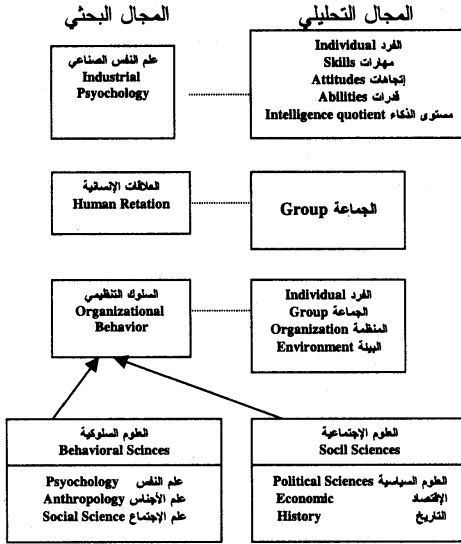 المجال البحثي
المجال التحليلي
علم النفس الصناعي
Industrial
Psyochology
Individual الفرد
Skills مهارات
Attitudes إتجاهات
Abilities قدرات
Intelligence quotient مستوى الذكاء
العلاقات الإنسانية
Human Retation
Group الجماعة
السلوك التنظيمي
Organizational
Behavior
Individual الفرد
Group الجماعة
Organization المنظمة
Environment البيئة
العلوم السلوكية
Behavioral Scinces
Psyochology علم النفس
Anthropology علم الأجناس
Social Science علم الإجتماع
العلوم الإجتماعية
Socil Sciences
Political Sciences العلوم السياسية
Economic الإقتصاد
History التاريخ